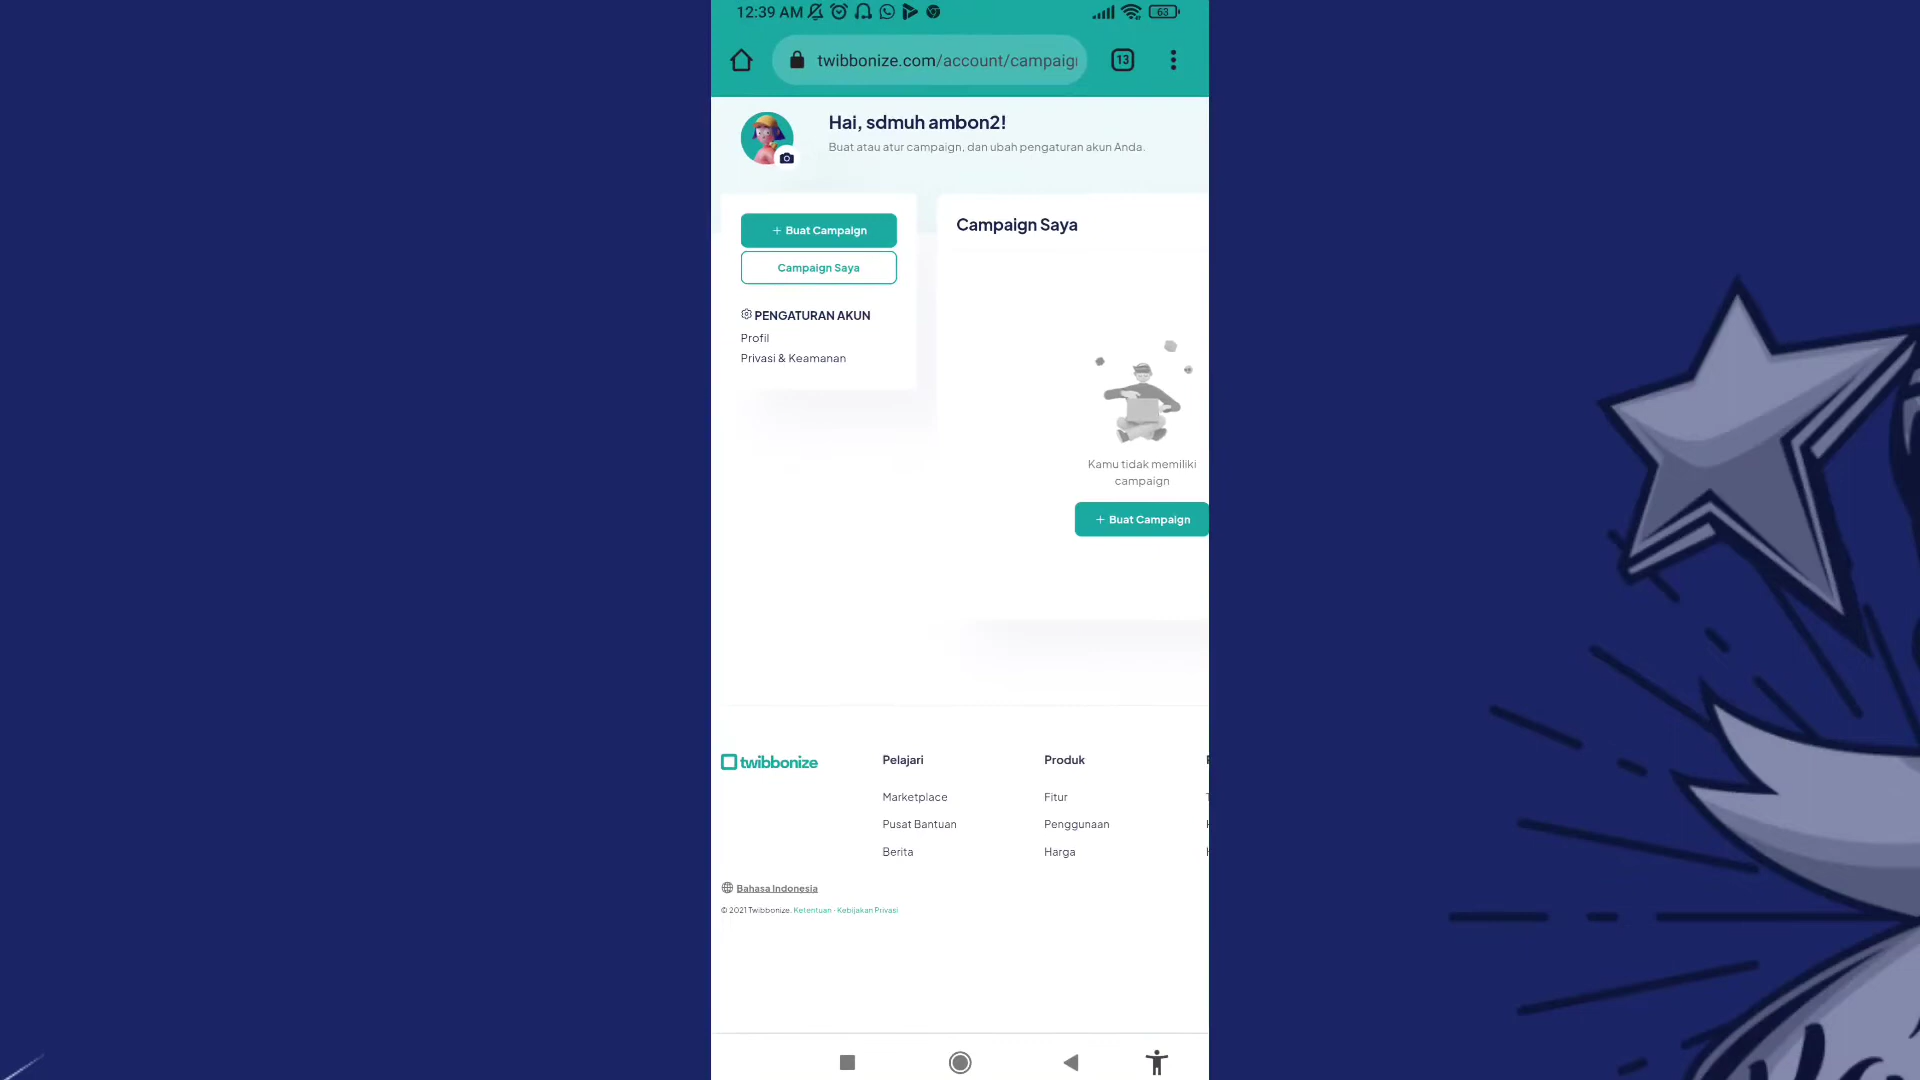 12:39 AM
63
twibbonize.com/account/campaig
13
Hai, sdmuh ambon2!
Buat atau atur campaign, dan ubah pengaturan akun Anda.
+ Buat Campaign
Campaign Saya
PENGATURAN AKUN
Profil
Privasi & Keamanan
Campaign Saya
Kamu tidak memiliki
campaign
+ Buat Campaign
twibbonize
Pelajari
Marketplace
Pusat Bantuan
Berita
Produk
Fitur
Penggunaan
Harga
Bahasa Indonesia
© 2021 Twibbonize. Ketentuan - Kebijakan Privasi